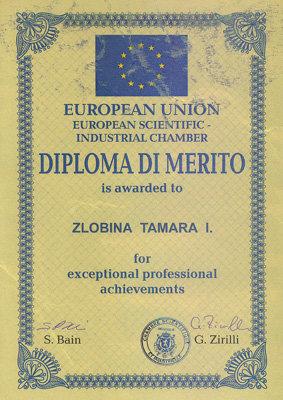 EUROPEAN UNION
EUROPEAN SCIENTIFIC -
INDUSTRIAL CHAMBER
DIPLOMA DI MERITO
is awarded to
ZLOBINA TAMARA I.
for
exceptional professional
achievements
S. Bain
G. Zirilli